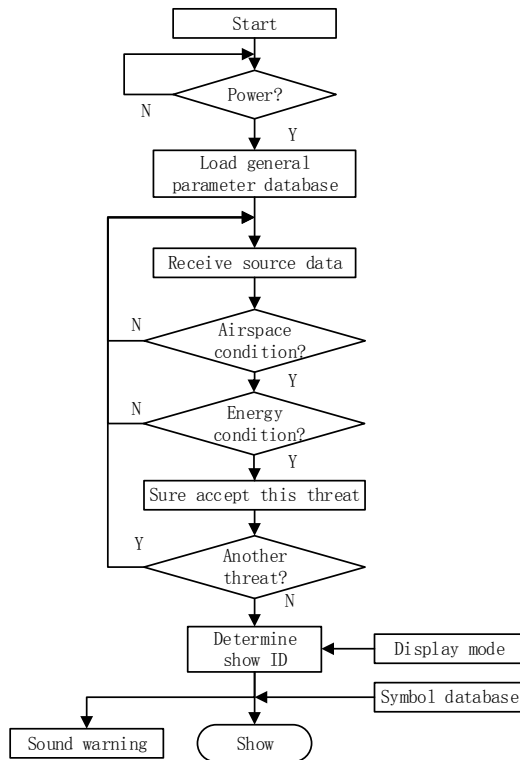 Start
Power?
N
Y
Load general
parameter database
Receive source data
N
Airspace
condition?
Y
N
Energy
condition?
Y
Sure accept this threat
Y
Another
threat?
N
Determine
show ID
Display mode
Symbol database
Sound warning
Show